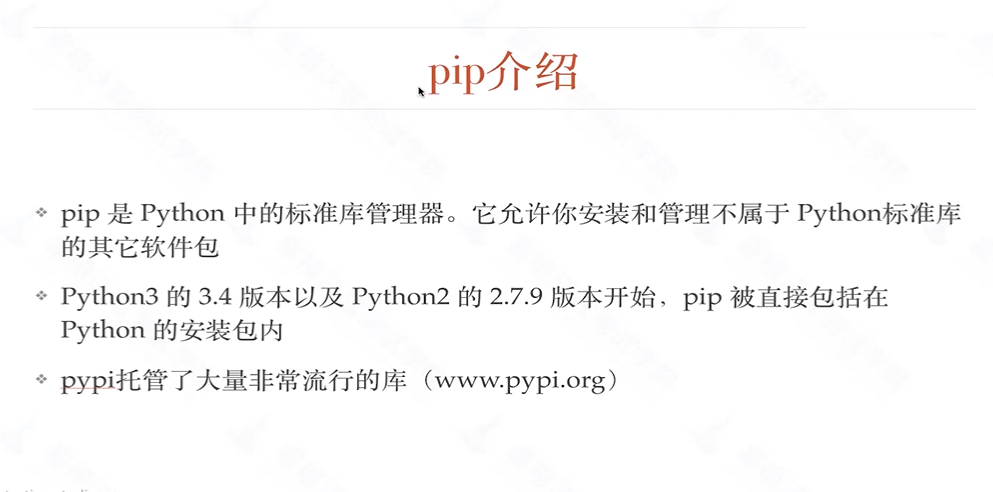 pip介绍
pip 是 Python 中的标准库管理器。它允许你安装和管理不属于 Python标准库
的其它软件包
Python3 的 3.4 版本以及 Python2 的 2.7.9 版本开始，pip 被直接包括在
Python 的安装包内
pypi托管了大量非常流行的库（www.pypi.org）